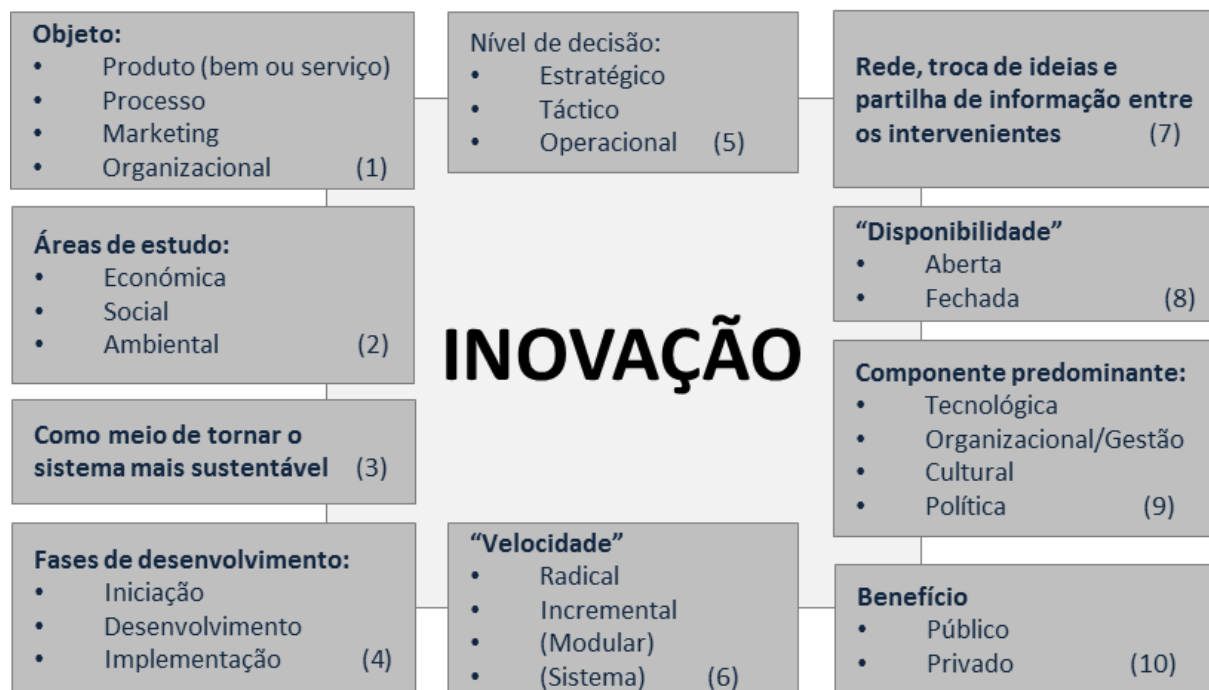 Objeto:
• Produto (bem ou serviço)
• Processo
• Marketing
• Organizacional (1)
Áreas de estudo:
• Económica
• Social
• Ambiental (2)
Como meio de tornar o
sistema mais sustentável (3)
Fases de desenvolvimento:
• Iniciação
• Desenvolvimento
• Implementação (4)
Nível de decisão:
• Estratégico
• Táctico
• Operacional (5)
INOVAÇÃO
“Velocidade”
• Radical
• Incremental
• (Modular)
• (Sistema) (6)
Rede, troca de ideias e
partilha de informação entre
os intervenientes (7)
“Disponibilidade”
• Aberta
• Fechada (8)
Componente predominante:
• Tecnológica
• Organizacional/Gestão
• Cultural
• Política (9)
Benefício
• Público
• Privado (10)